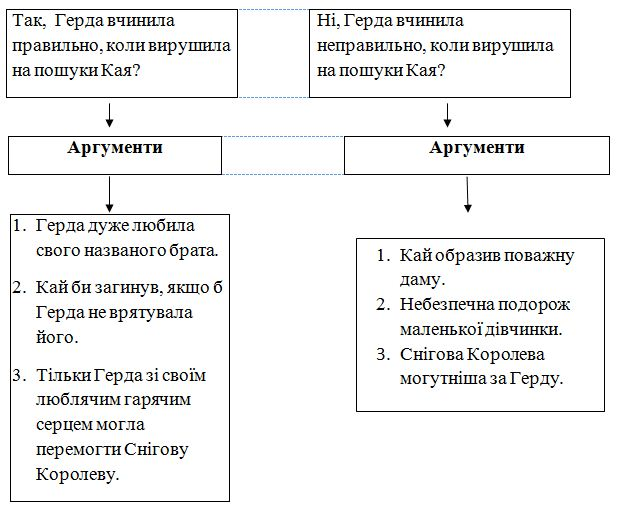 Так, Герда вчинила
правильно, коли вирушила
на пошуки Кая?
Ні, Герда вчинила
неправильно, коли вирушила
на пошуки Кая?
Аргументи
Аргументи
1. Герда дуже любила
свого названого брата.
2. Кай би загинув, якщо б
Герда не врятувала
його.
3. Тільки Герда зі своїм
люблячим гарячим
серцем могла
перемогти Снігову
Королеву.
1. Кай образив поважну
даму.
2. Небезпечна подорож
маленької дівчинки.
3. Снігова Королева
могутніша за Герду.